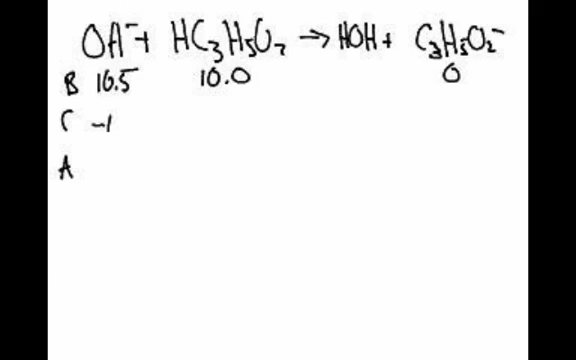 OH⁻ + HC₃H₅O₂ → HOH + C₃H₅O₂⁻
B 10.5 10.0 0
C -1
A